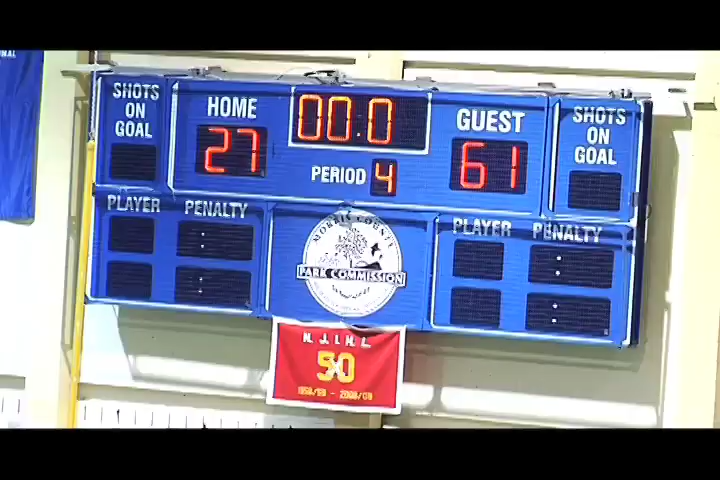 SHOTS
ON
GOAL
HOME
27
00.0
PERIOD 4
GUEST
61
SHOTS
ON
GOAL
PLAYER PENALTY
MORRIS COUNTY
PARK COMMISSION
PLAYER PENALTY
N. J. I. H. L.
50